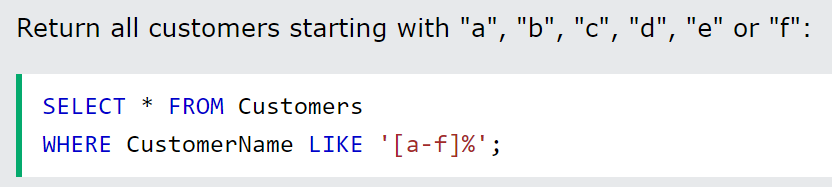 Return all customers starting with "a", "b", "c", "d", "e" or "f":
SELECT * FROM Customers
WHERE CustomerName LIKE '[a-f]%';